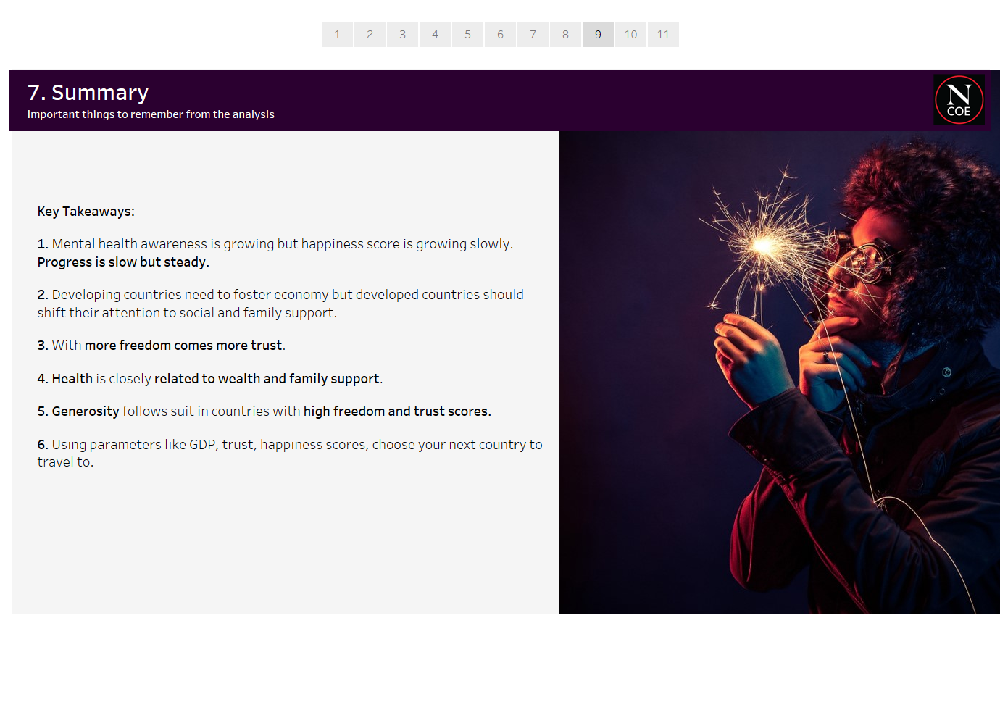 1 2 3 4 5 6 7 8 9 10 11
7. Summary
Important things to remember from the analysis
N
COE
Key Takeaways:
1. Mental health awareness is growing but happiness score is growing slowly.
Progress is slow but steady.
2. Developing countries need to foster economy but developed countries should
shift their attention to social and family support.
3. With more freedom comes more trust.
4. Health is closely related to wealth and family support.
5. Generosity follows suit in countries with high freedom and trust scores.
6. Using parameters like GDP, trust, happiness scores, choose your next country to
travel to.